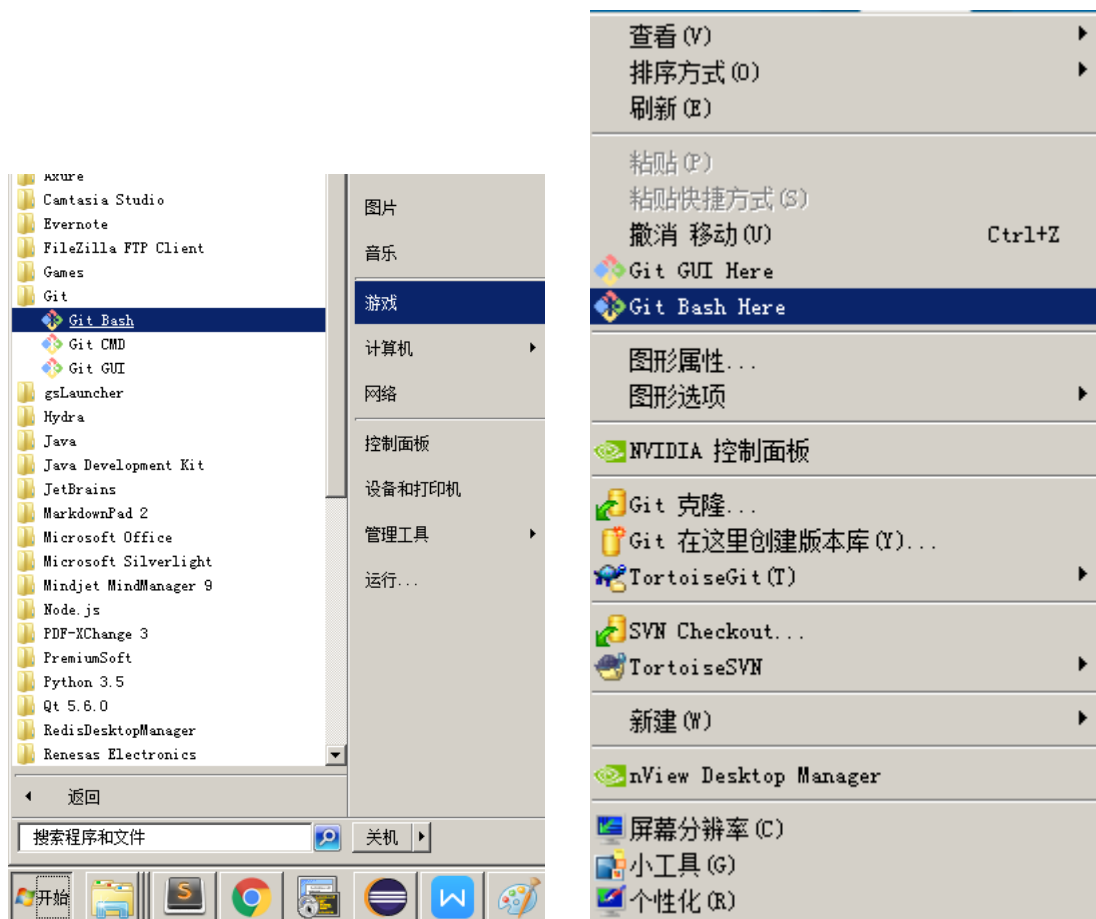 Axure
Camtasia Studio
Evernote
FileZilla FTP Client
Games
Git
Git Bash
Git CMD
Git GUI
gsLauncher
Hydra
Java
Java Development Kit
JetBrains
MarkdownPad 2
Microsoft Office
Microsoft Silverlight
Mindjet MindManager 9
Node.js
PDF-XChange 3
PremiumSoft
Python 3.5
Qt 5.6.0
RedisDesktopManager
Renesas Electronics
返回
搜索程序和文件
图片
音乐
游戏
计算机
网络
控制面板
设备和打印机
管理工具
运行...
关机
开始
S
W
查看(V)
排序方式(O)
刷新(E)
粘贴(P)
粘贴快捷方式(S)
撤消 移动(U) Ctrl+Z
Git GUI Here
Git Bash Here
图形属性...
图形选项
NVIDIA 控制面板
Git 克隆...
Git 在这里创建版本库(Y)...
TortoiseGit(T)
SVN Checkout...
TortoiseSVN
新建(W)
nView Desktop Manager
屏幕分辨率(C)
小工具(G)
个性化(R)